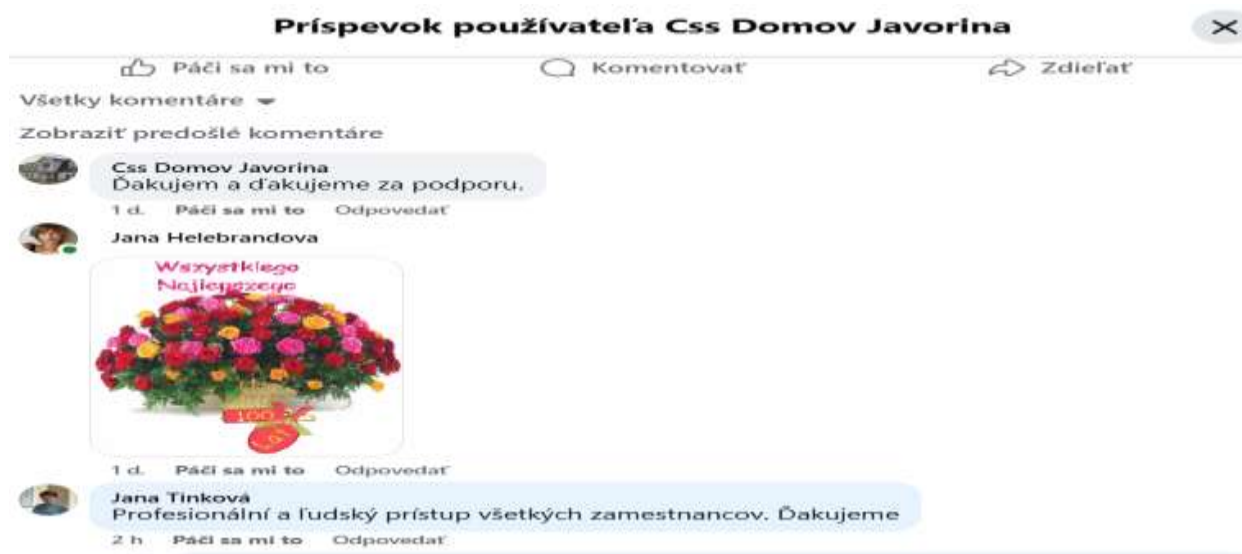 Príspevok používateľa Css Domov Javorina
Páči sa mi to Komentovať Zdieľať
Všetky komentáre
Zobraziť predošlé komentáre
Css Domov Javorina
Ďakujem a ďakujeme za podporu.
1 d. Páči sa mi to Odpovedať
Jana Helebrandova
Wszystkiego
Najlepszego
100
Lat
1 d. Páči sa mi to Odpovedať
Jana Tinková
Profesionální a ľudský prístup všetkých zamestnancov. Ďakujeme
2 h Páči sa mi to Odpovedať